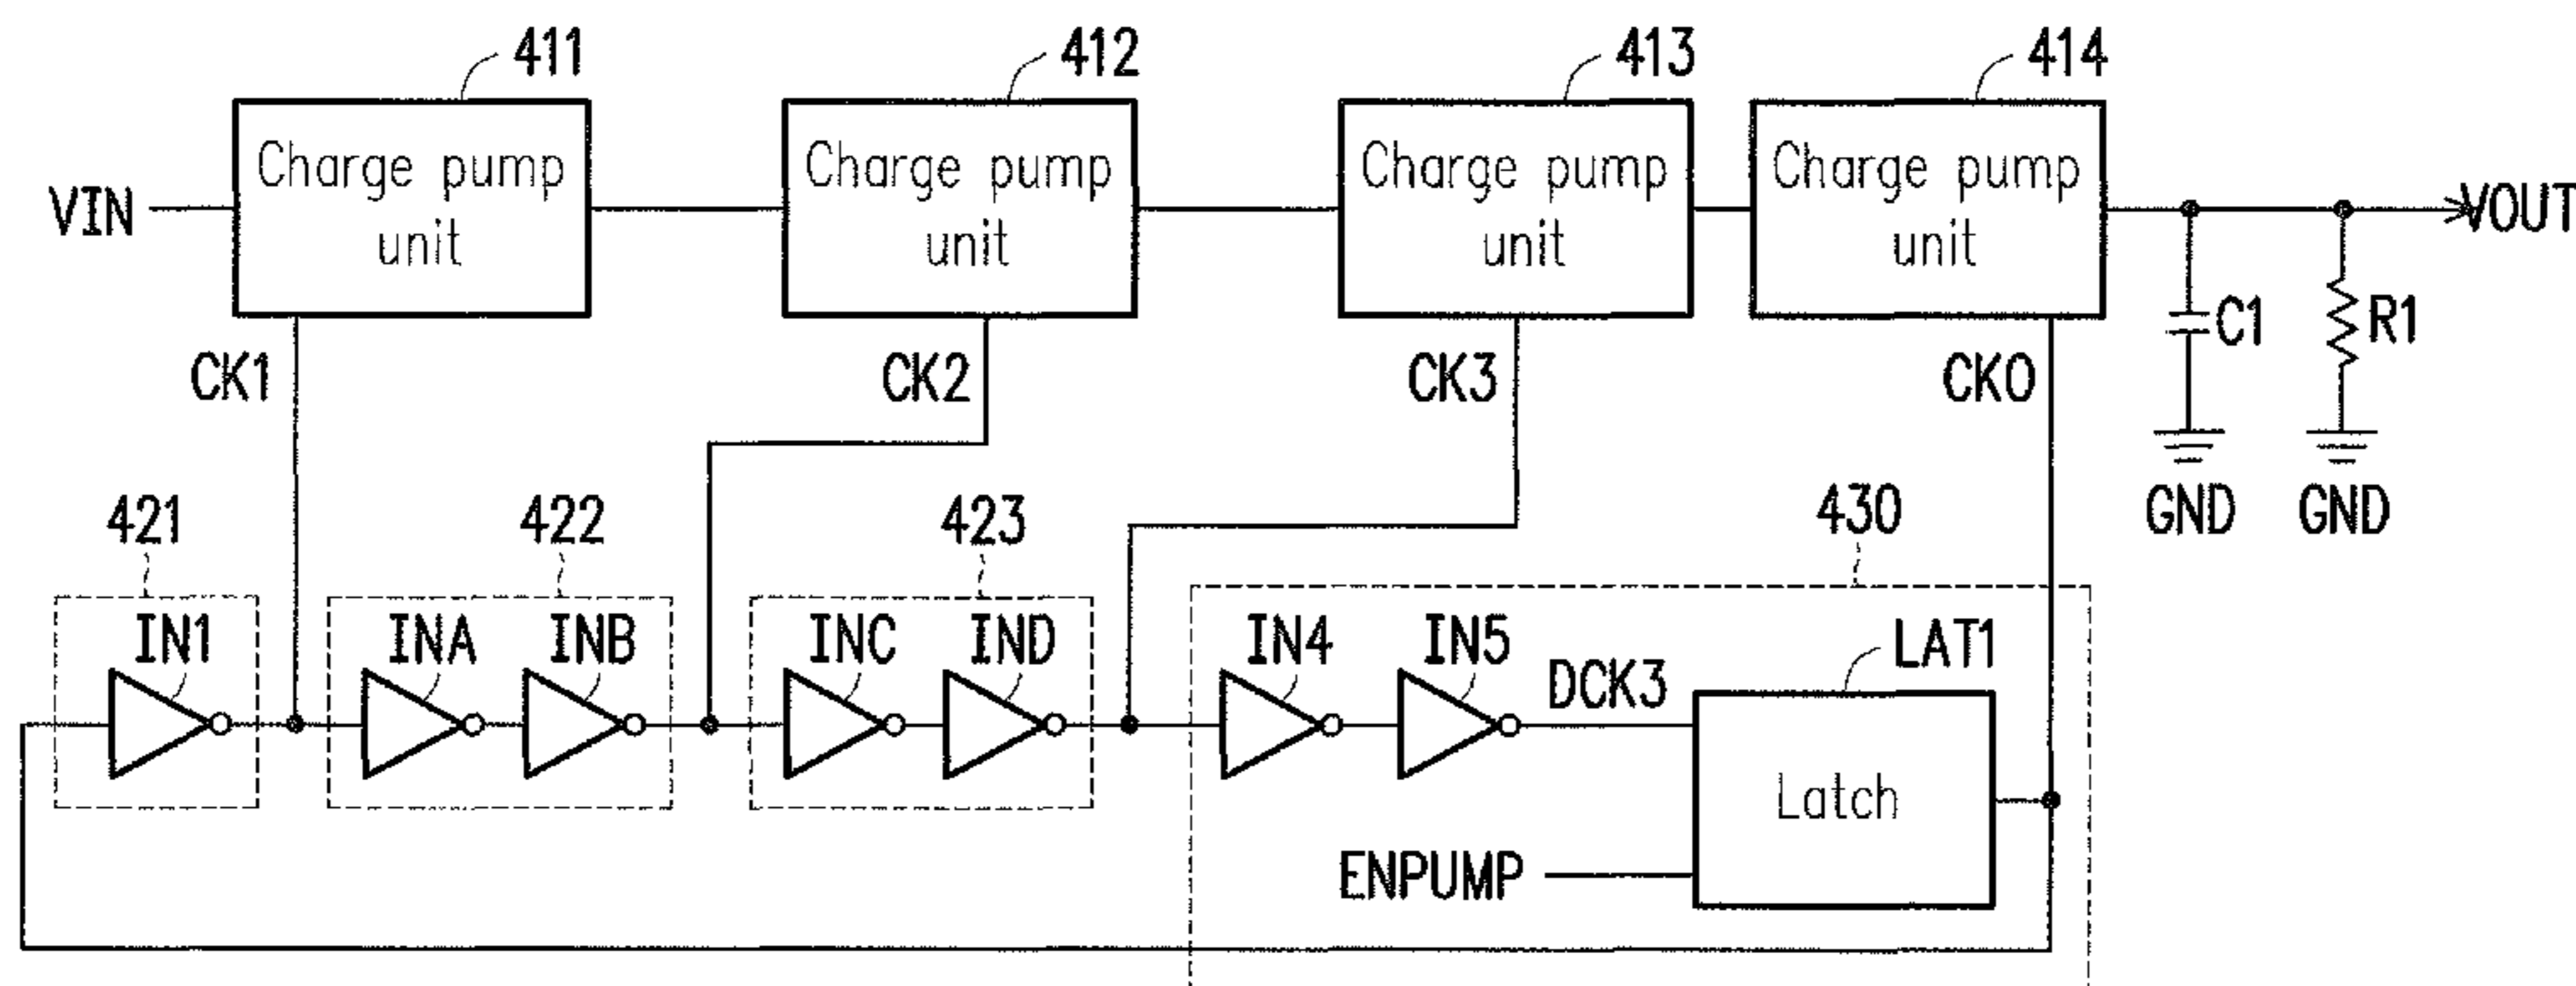 411
412
413
414
Charge pump
unit
Charge pump
unit
Charge pump
unit
Charge pump
unit
VIN
VOUT
C1
R1
CK1
CK2
CK3
CK0
GND
GND
421
422
423
430
IN1
INA
INB
INC
IND
IN4
IN5
DCK3
LAT1
Latch
ENPUMP